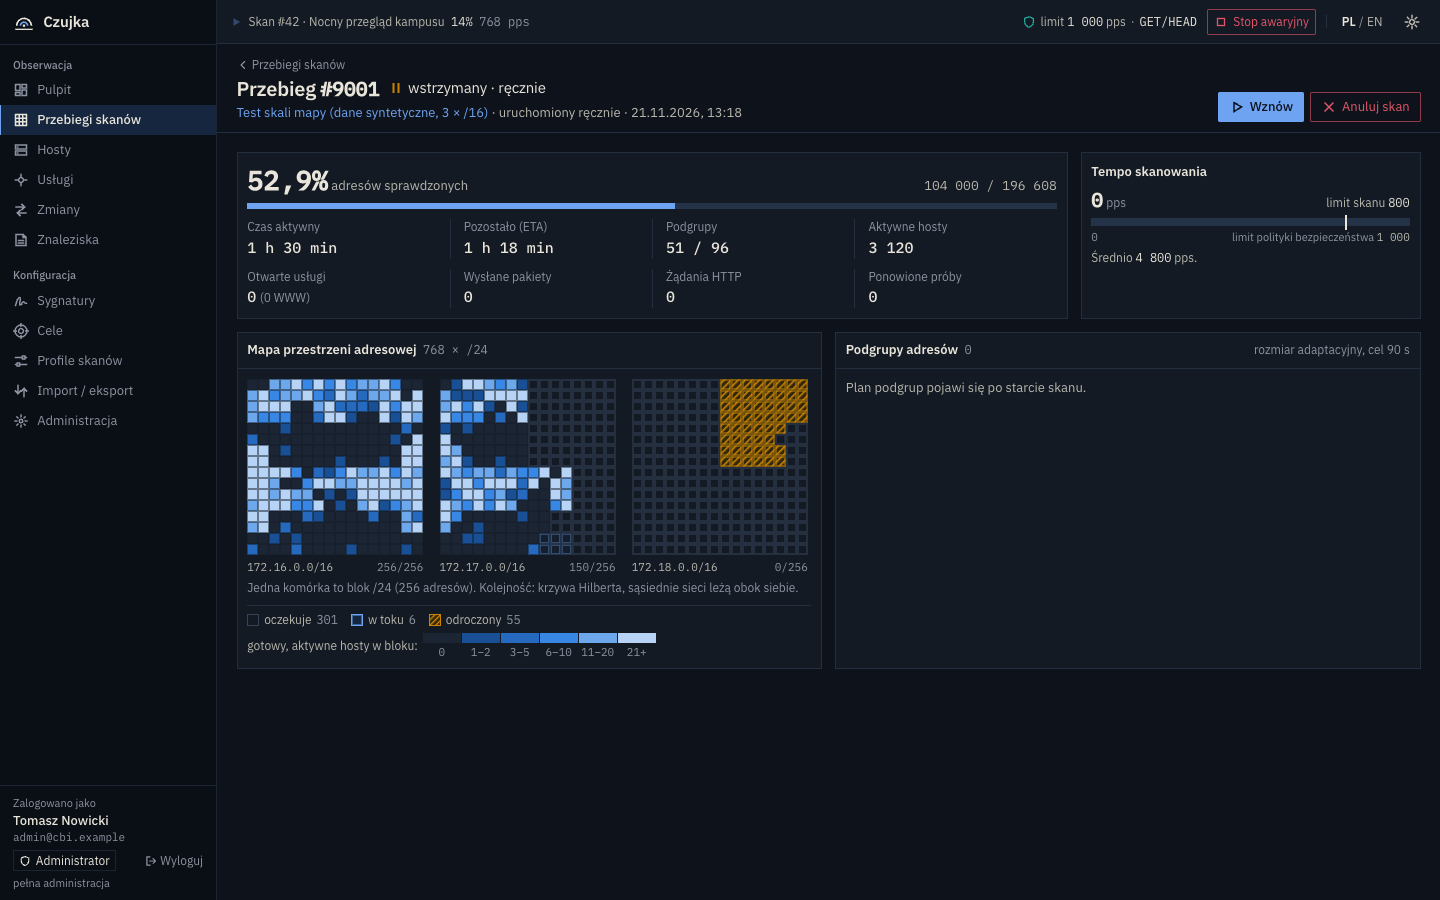 Czujka
Skan #42 · Nocny przegląd kampusu 14% 768 pps
limit 1 000 pps · GET/HEAD
Stop awaryjny
PL / EN
Obserwacja
Pulpit
Przebiegi skanów
Hosty
Usługi
Zmiany
Znaleziska
Konfiguracja
Sygnatury
Cele
Profile skanów
Import / eksport
Administracja
Zalogowano jako
Tomasz Nowicki
admin@cbi.example
Administrator
Wyloguj
pełna administracja
Przebiegi skanów
Przebieg #9001 wstrzymany · ręcznie
Test skali mapy (dane syntetyczne, 3 × /16) · uruchomiony ręcznie · 21.11.2026, 13:18
Wznów
Anuluj skan
52,9% adresów sprawdzonych
104 000 / 196 608
Czas aktywny
1 h 30 min
Pozostało (ETA)
1 h 18 min
Podgrupy
51 / 96
Aktywne hosty
3 120
Otwarte usługi
0 (0 WWW)
Wysłane pakiety
0
Żądania HTTP
0
Ponowione próby
0
Tempo skanowania
0 pps
limit skanu 800
0
limit polityki bezpieczeństwa 1 000
Średnio 4 800 pps.
Mapa przestrzeni adresowej 768 × /24
172.16.0.0/16 256/256
172.17.0.0/16 150/256
172.18.0.0/16 0/256
Jedna komórka to blok /24 (256 adresów). Kolejność: krzywa Hilberta, sąsiednie sieci leżą obok siebie.
oczekuje 301
w toku 6
odroczony 55
gotowy, aktywne hosty w bloku:
0 1–2 3–5 6–10 11–20 21+
Podgrupy adresów 0
rozmiar adaptacyjny, cel 90 s
Plan podgrup pojawi się po starcie skanu.